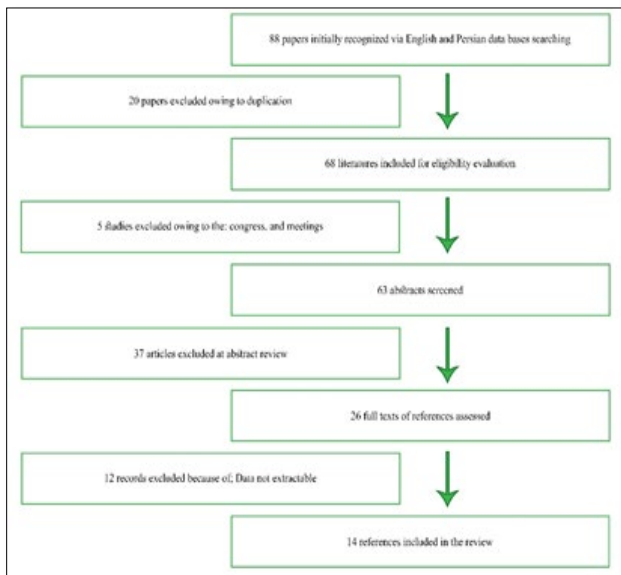 88 papers initially recognized via English and Persian data bases searching
20 papers excluded owing to duplication
68 literatures included for eligibility evaluation
5 studies excluded owing to the: congress, and meetings
63 abstracts screened
37 articles excluded at abstract review
26 full texts of references assessed
12 records excluded because of; Data not extractable
14 references included in the review